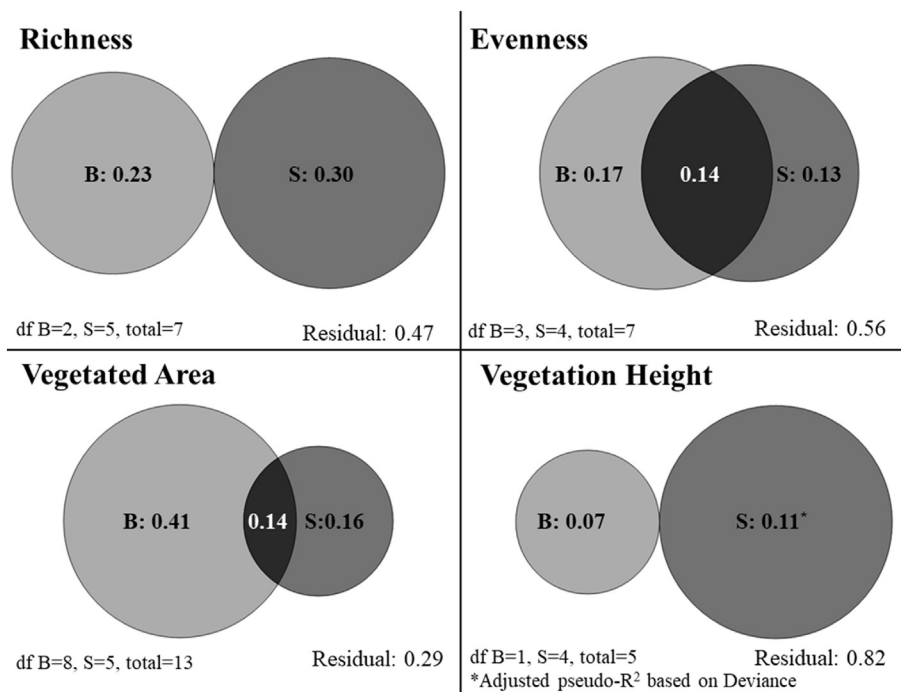 Richness
B: 0.23
S: 0.30
df B=2, S=5, total=7
Residual: 0.47
Evenness
B: 0.17
0.14
S: 0.13
df B=3, S=4, total=7
Residual: 0.56
Vegetated Area
B: 0.41
0.14
S:0.16
df B=8, S=5, total=13
Residual: 0.29
Vegetation Height
B: 0.07
S: 0.11*
df B=1, S=4, total=5
Residual: 0.82
*Adjusted pseudo-R² based on Deviance